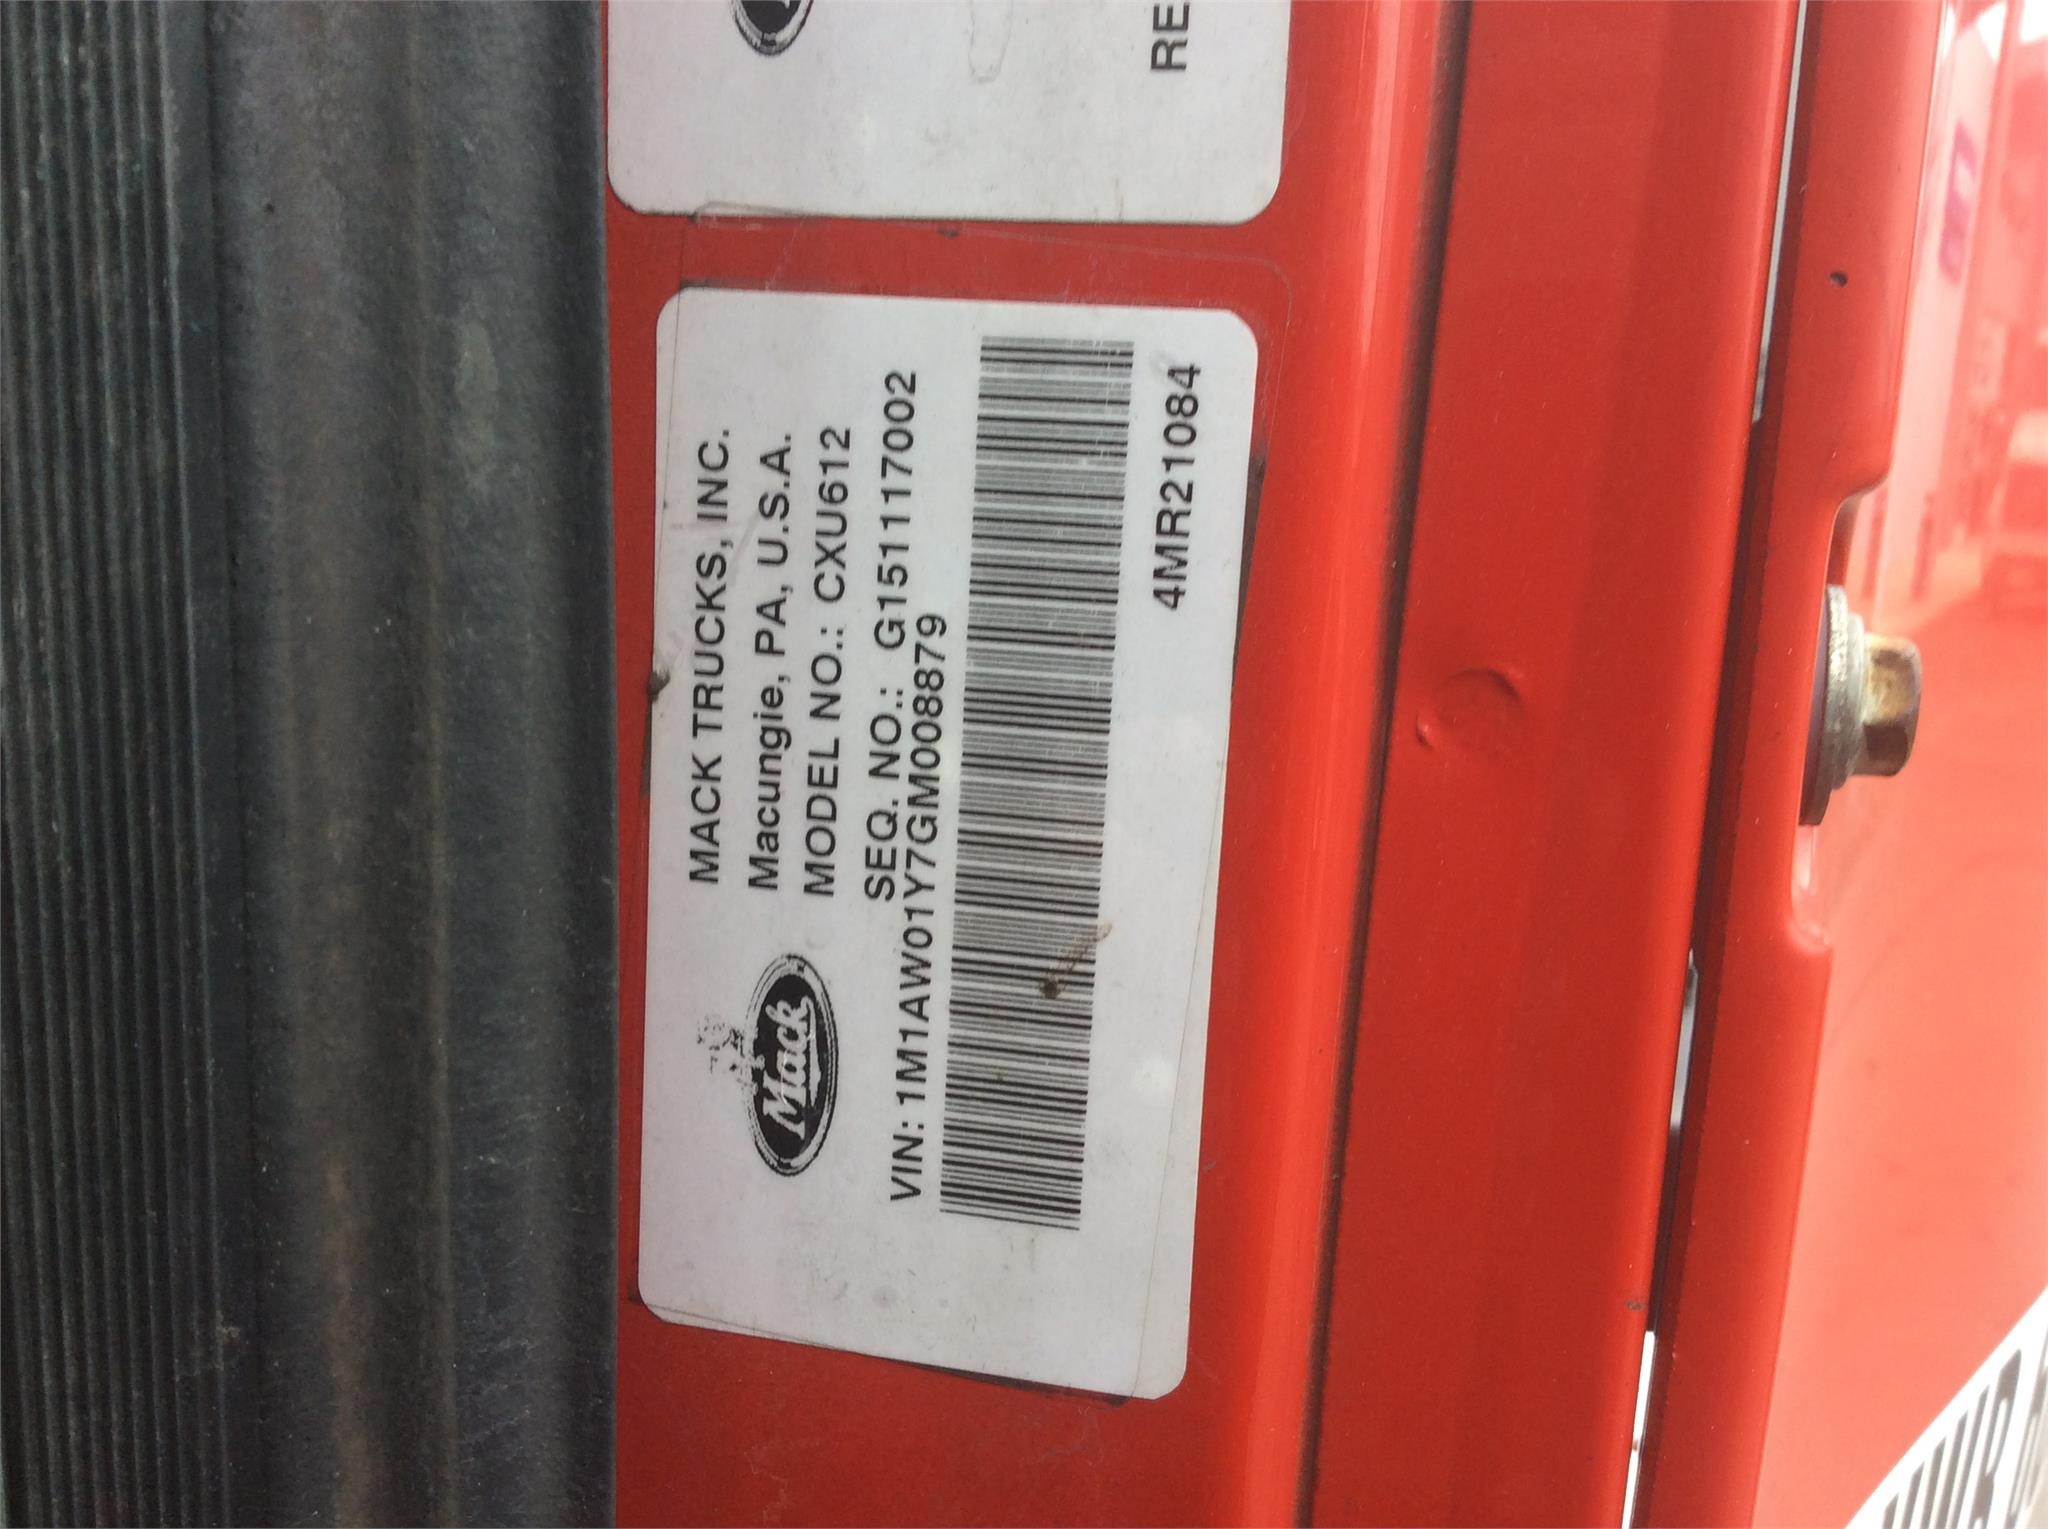 MACK TRUCKS, INC.
Macungie, PA, U.S.A.
MODEL NO.: CXU612
SEQ. NO.: G151117002
VIN: 1M1AW01Y7GM008879
4MR21084
Mack
RE